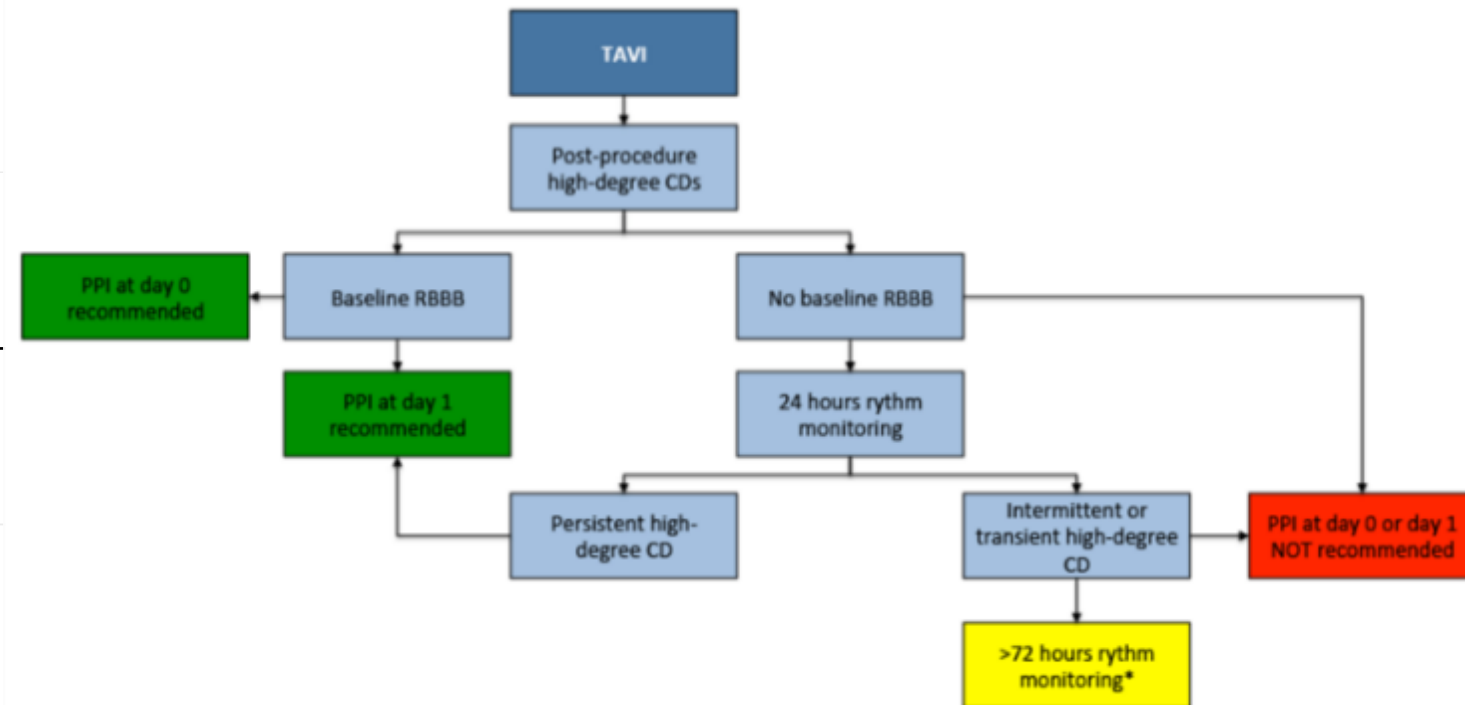 TAVI
Post-procedure
high-degree CDs
PPI at day 0
recommended
Baseline RBBB
No baseline RBBB
PPI at day 1
recommended
24 hours rythm
monitoring
Persistent high-
degree CD
Intermittent or
transient high-degree
CD
PPI at day 0 or day 1
NOT recommended
>72 hours rythm
monitoring*